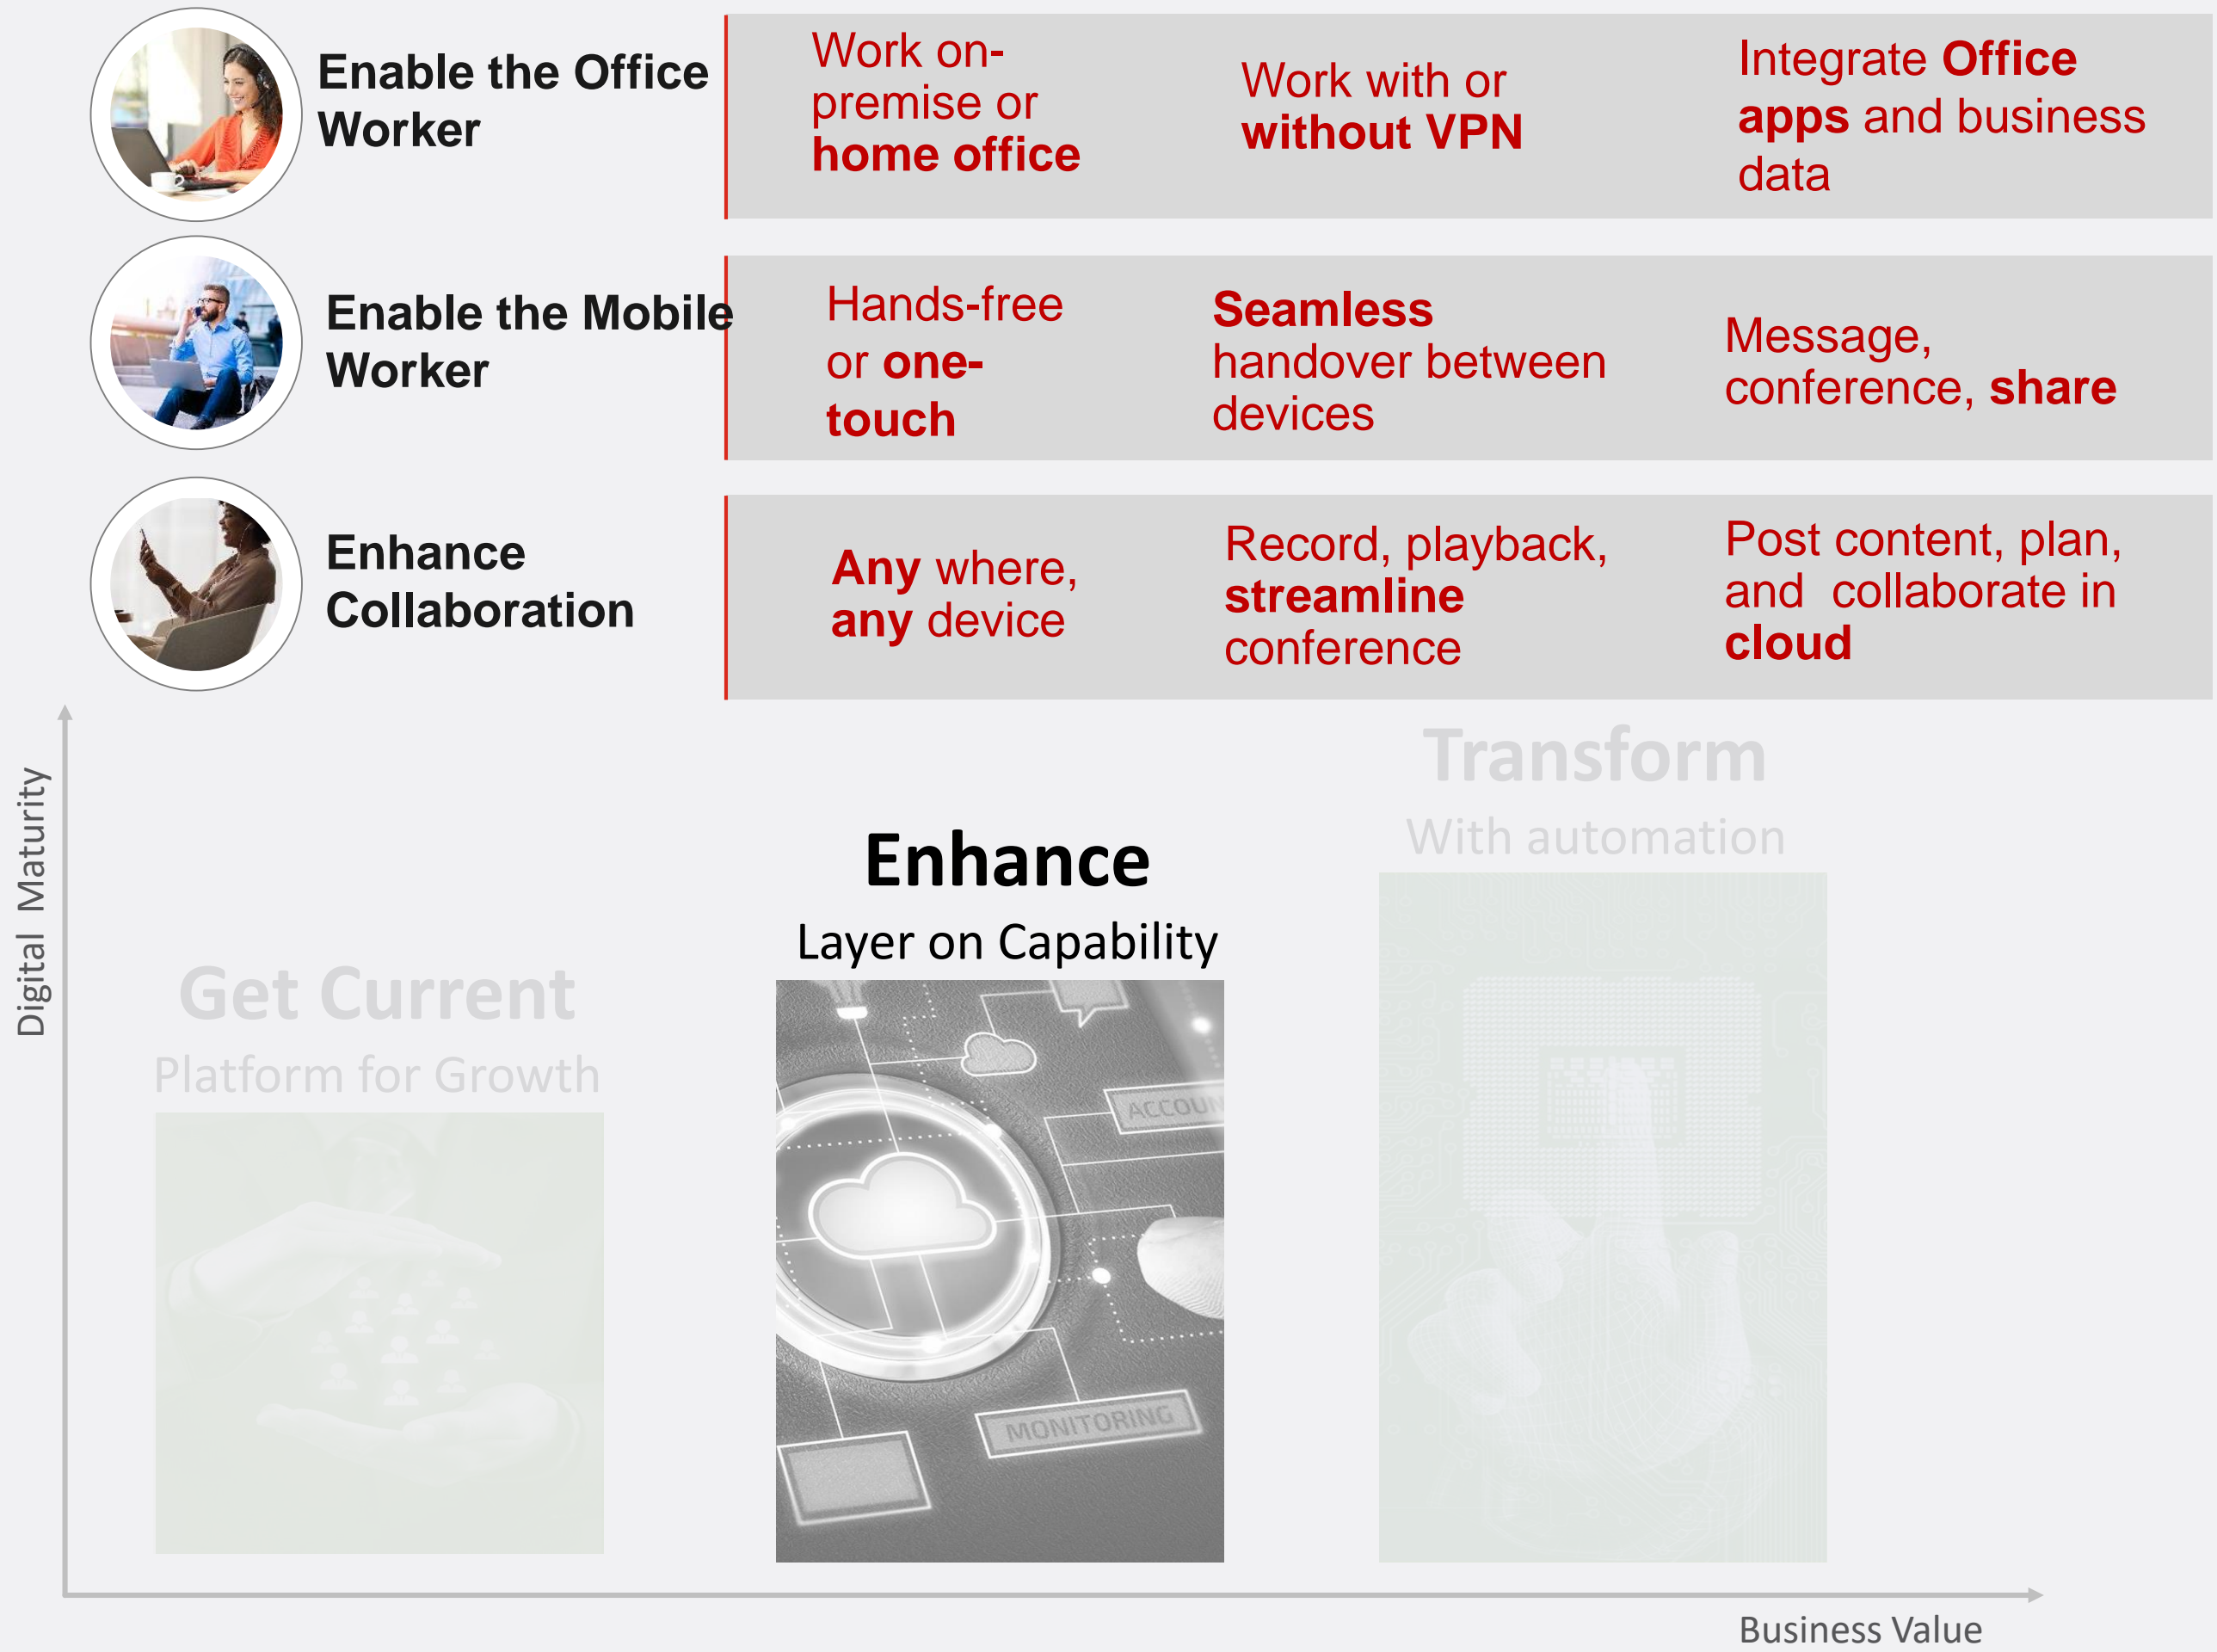 Enable the Office
Worker
Work on-
premise or
home office
Work with or
without VPN
Integrate Office
apps and business
data
Enable the Mobile
Worker
Hands-free
or one-
touch
Seamless
handover between
devices
Message,
conference, share
Enhance
Collaboration
Any where,
any device
Record, playback,
streamline
conference
Post content, plan,
and  collaborate in
cloud
Digital  Maturity
Get Current
Platform for Growth
Enhance
Layer on Capability
ACCOUN
MONITORING
Transform
With automation
Business Value